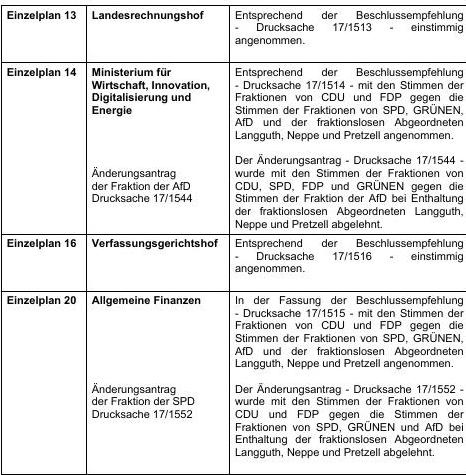 Einzelplan 13
Landesrechnungshof
Entsprechend der Beschlussempfehlung
- Drucksache 17/1513 - einstimmig
angenommen.
Einzelplan 14
Ministerium für
Wirtschaft, Innovation,
Digitalisierung und
Energie
Entsprechend der Beschlussempfehlung
- Drucksache 17/1514 - mit den Stimmen der
Fraktionen von CDU und FDP gegen die
Stimmen der Fraktionen von SPD, GRÜNEN,
AfD und der fraktionslosen Abgeordneten
Langguth, Neppe und Pretzell angenommen.
Änderungsantrag
der Fraktion der AfD
Drucksache 17/1544
Der Änderungsantrag - Drucksache 17/1544 -
wurde mit den Stimmen der Fraktionen von
CDU, SPD, FDP und GRÜNEN gegen die
Stimmen der Fraktion der AfD bei Enthaltung
der fraktionslosen Abgeordneten Langguth,
Neppe und Pretzell abgelehnt.
Einzelplan 16
Verfassungsgerichtshof
Entsprechend der Beschlussempfehlung
- Drucksache 17/1516 - einstimmig
angenommen.
Einzelplan 20
Allgemeine Finanzen
In der Fassung der Beschlussempfehlung
- Drucksache 17/1515 - mit den Stimmen der
Fraktionen von CDU und FDP gegen die
Stimmen der Fraktionen von SPD, GRÜNEN,
AfD und der fraktionslosen Abgeordneten
Langguth, Neppe und Pretzell angenommen.
Änderungsantrag
der Fraktion der SPD
Drucksache 17/1552
Der Änderungsantrag - Drucksache 17/1552 -
wurde mit den Stimmen der Fraktionen von
CDU und FDP gegen die Stimmen der
Fraktionen von SPD, GRÜNEN und AfD bei
Enthaltung der fraktionslosen Abgeordneten
Langguth, Neppe und Pretzell abgelehnt.